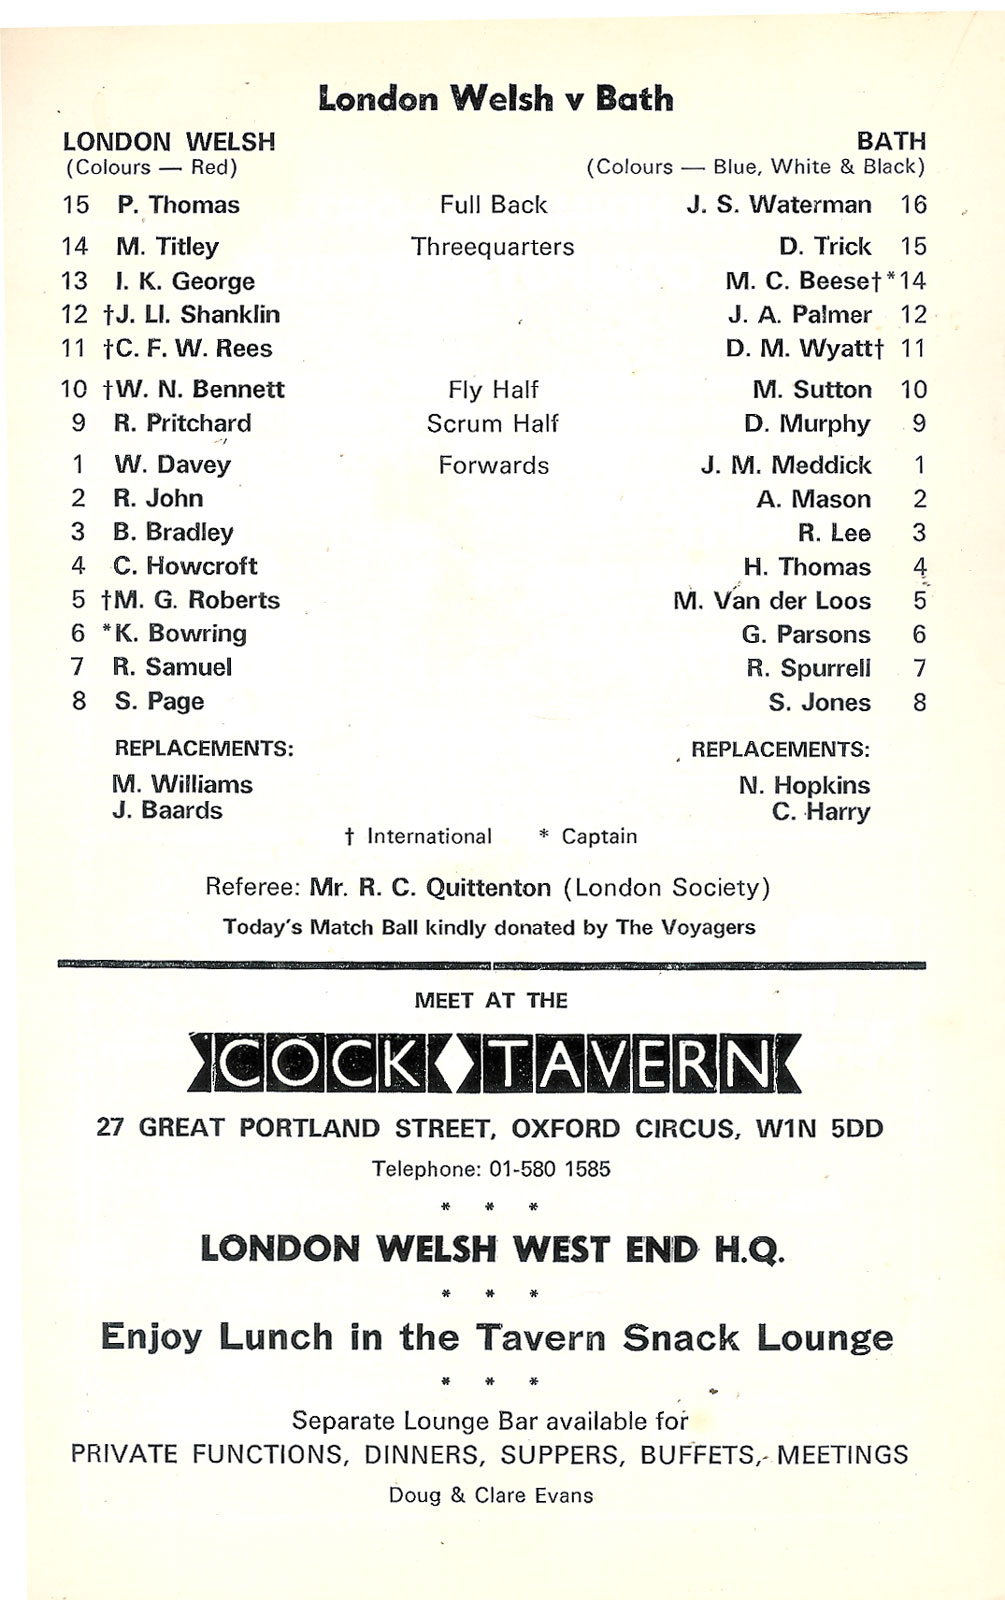 London Welsh v Bath
LONDON WELSH BATH
(Colours — Red) (Colours — Blue, White & Black)
15 P. Thomas Full Back J. S. Waterman 16
14 M. Titley Threequarters D. Trick 15
13 I. K. George M. C. Beese†*14
12 †J. Ll. Shanklin J. A. Palmer 12
11 †C. F. W. Rees D. M. Wyatt† 11
10 †W. N. Bennett Fly Half M. Sutton 10
9 R. Pritchard Scrum Half D. Murphy 9
1 W. Davey Forwards J. M. Meddick 1
2 R. John A. Mason 2
3 B. Bradley R. Lee 3
4 C. Howcroft H. Thomas 4
5 †M. G. Roberts M. Van der Loos 5
6 *K. Bowring G. Parsons 6
7 R. Samuel R. Spurrell 7
8 S. Page S. Jones 8
REPLACEMENTS: REPLACEMENTS:
M. Williams N. Hopkins
J. Baards C. Harry
† International * Captain
Referee: Mr. R. C. Quittenton (London Society)
Today's Match Ball kindly donated by The Voyagers
MEET AT THE
COCK TAVERN
27 GREAT PORTLAND STREET, OXFORD CIRCUS, W1N 5DD
Telephone: 01-580 1585
* * *
LONDON WELSH WEST END H.Q.
* * *
Enjoy Lunch in the Tavern Snack Lounge
* * *
Separate Lounge Bar available for
PRIVATE FUNCTIONS, DINNERS, SUPPERS, BUFFETS, MEETINGS
Doug & Clare Evans